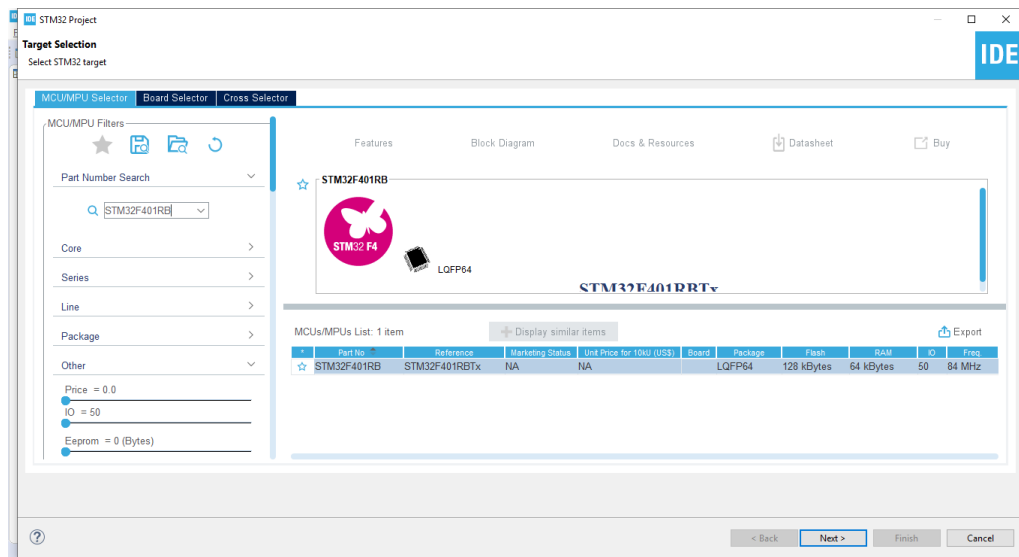 IDE STM32 Project
Target Selection
Select STM32 target
IDE
MCU/MPU Selector Board Selector Cross Selector
MCU/MPU Filters
Part Number Search
STM32F401RB
Core
Series
Line
Package
Other
Price = 0.0
IO = 50
Eeprom = 0 (Bytes)
Features Block Diagram Docs & Resources Datasheet Buy
STM32F401RB
STM32 F4
LQFP64
STM32F401RBTx
MCUs/MPUs List: 1 item Display similar items Export
* Part No Reference Marketing Status Unit Price for 10kU (US$) Board Package Flash RAM IO Freq
STM32F401RB STM32F401RBTx NA NA LQFP64 128 kBytes 64 kBytes 50 84 MHz
? < Back Next > Finish Cancel